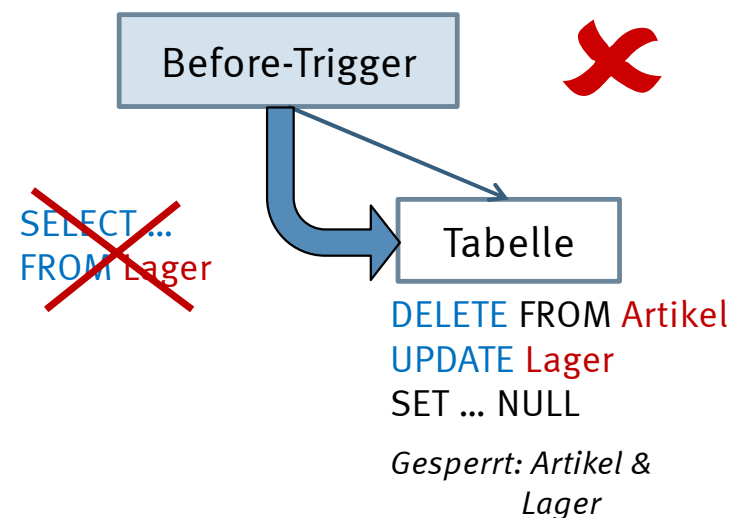 Before-Trigger
SELECT ...
FROM Lager
Tabelle
DELETE FROM Artikel
UPDATE Lager
SET ... NULL
Gesperrt: Artikel &
Lager